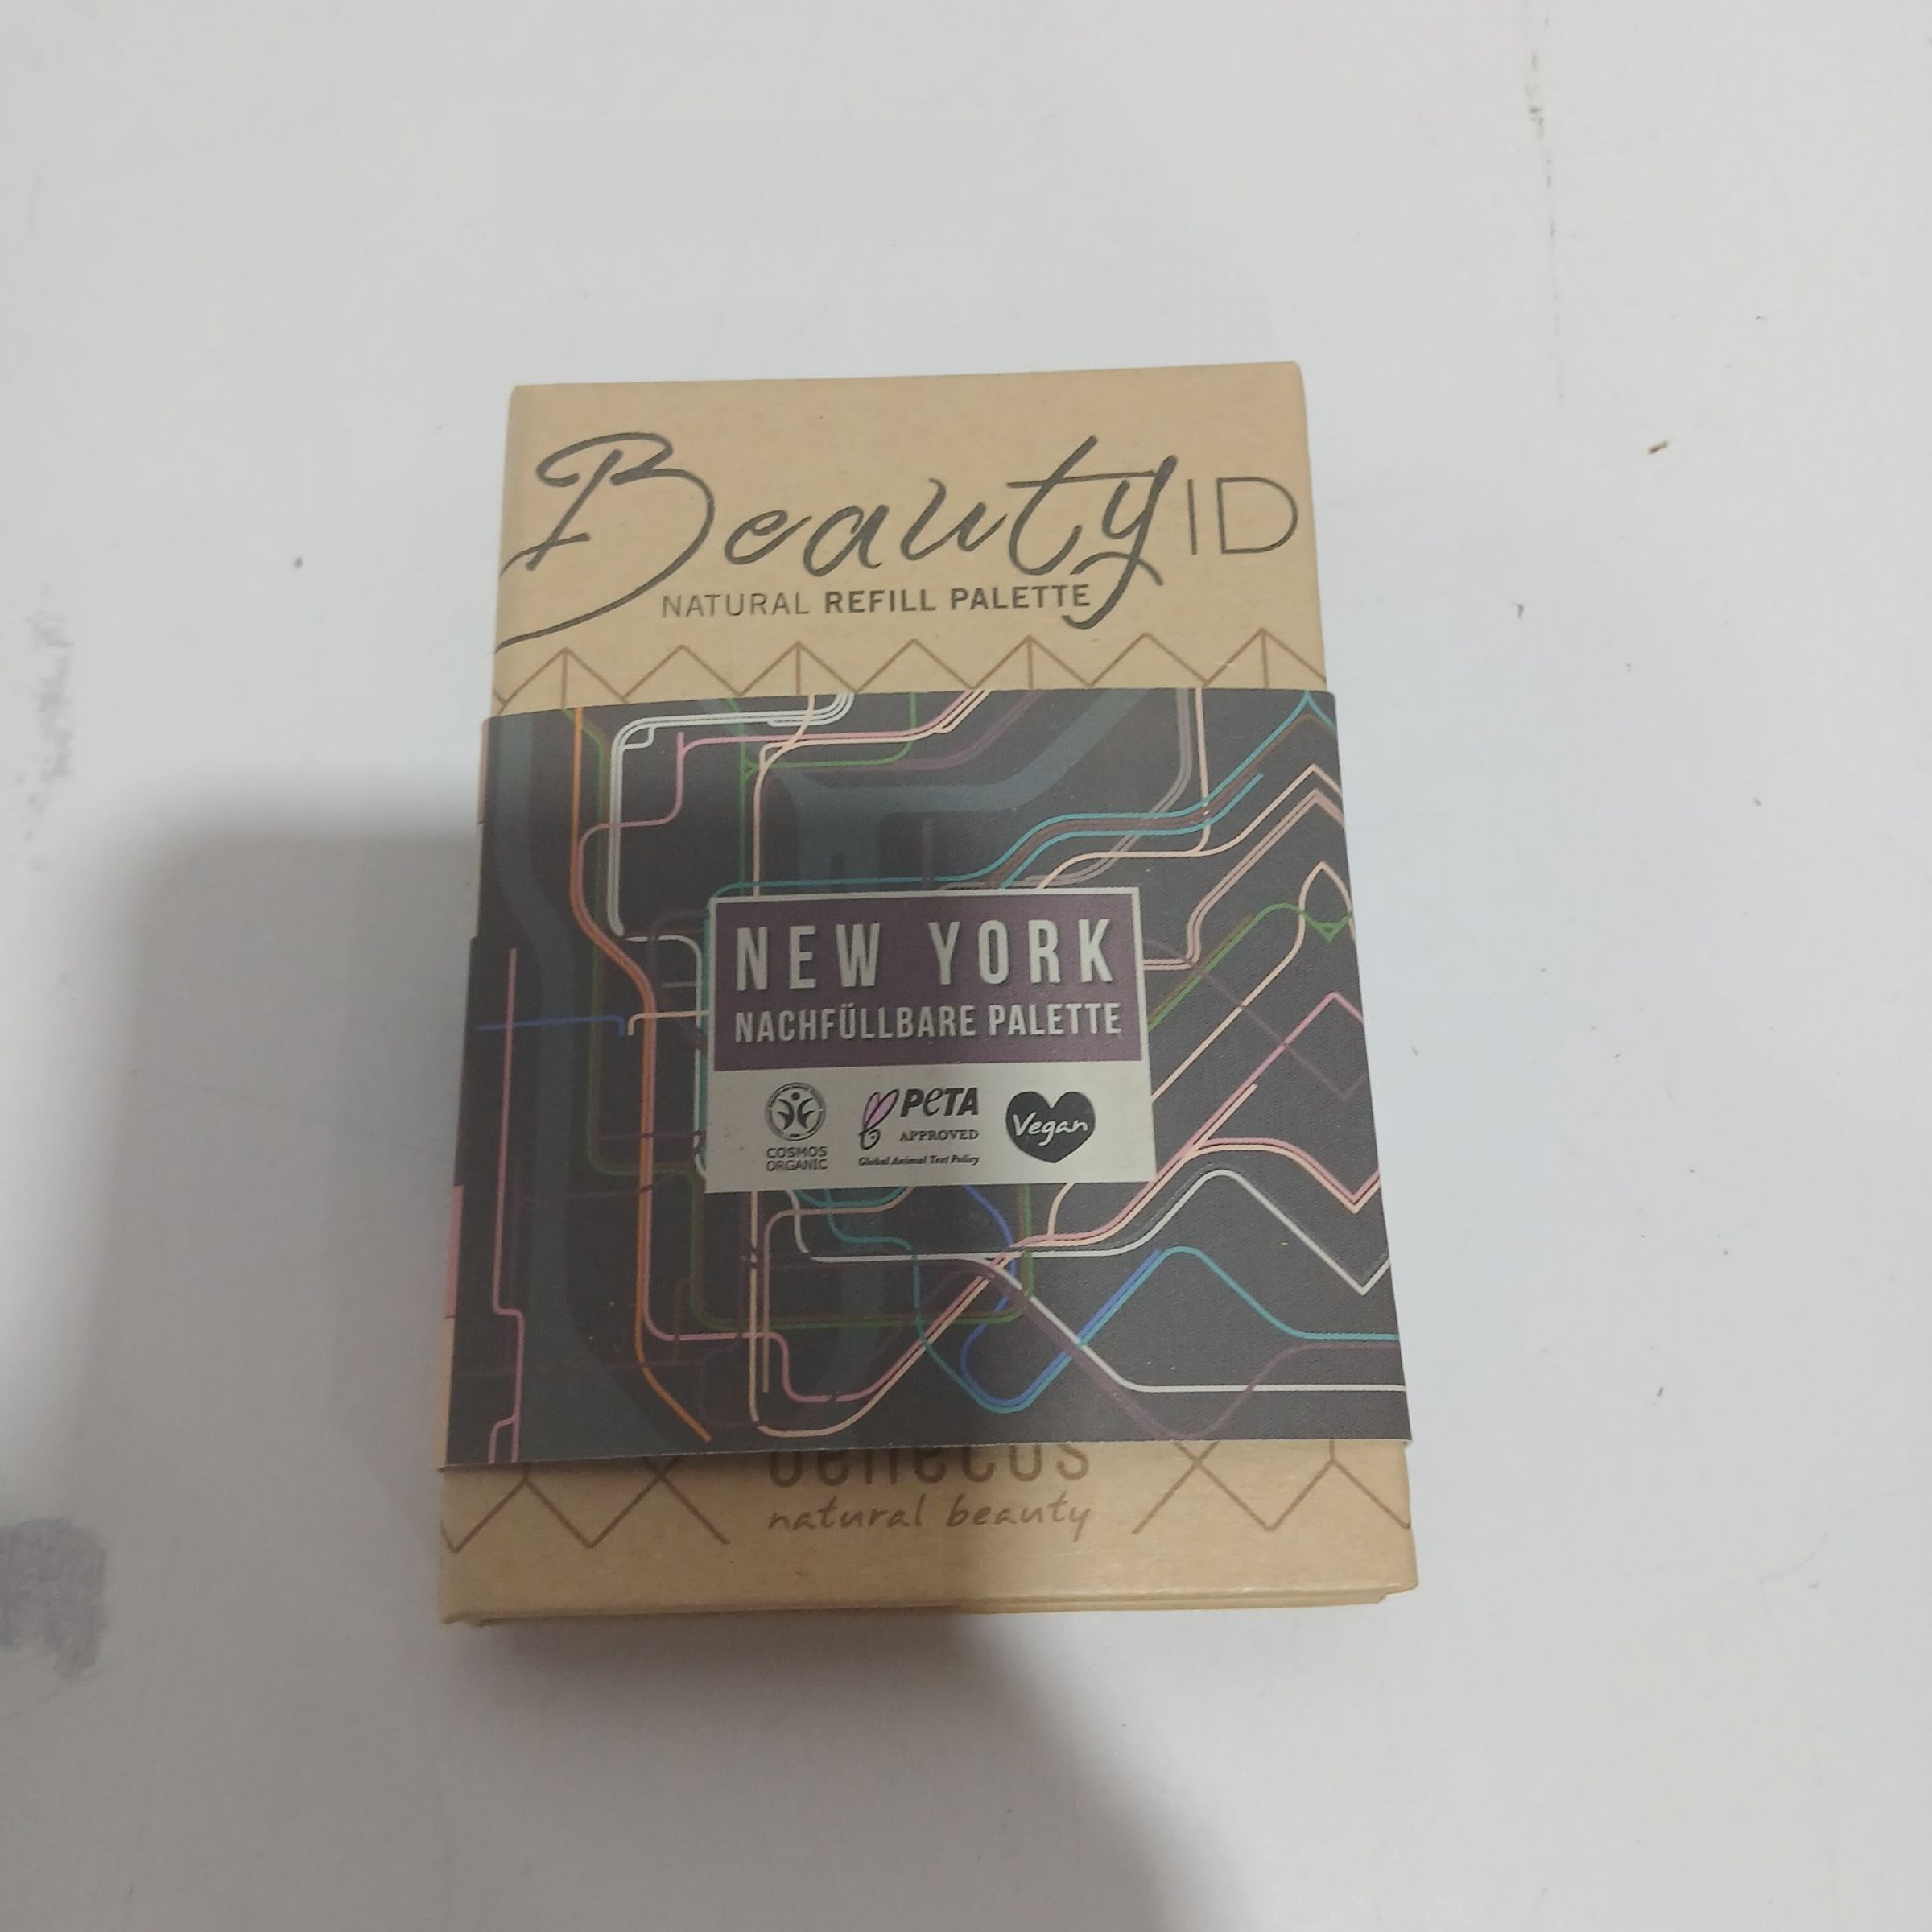 Beauty ID
NATURAL REFILL PALETTE
NEW YORK
NACHFÜLLBARE PALETTE
COSMOS
ORGANIC
PETA
APPROVED
Global Animal Test Policy
Vegan
benecos
natural beauty